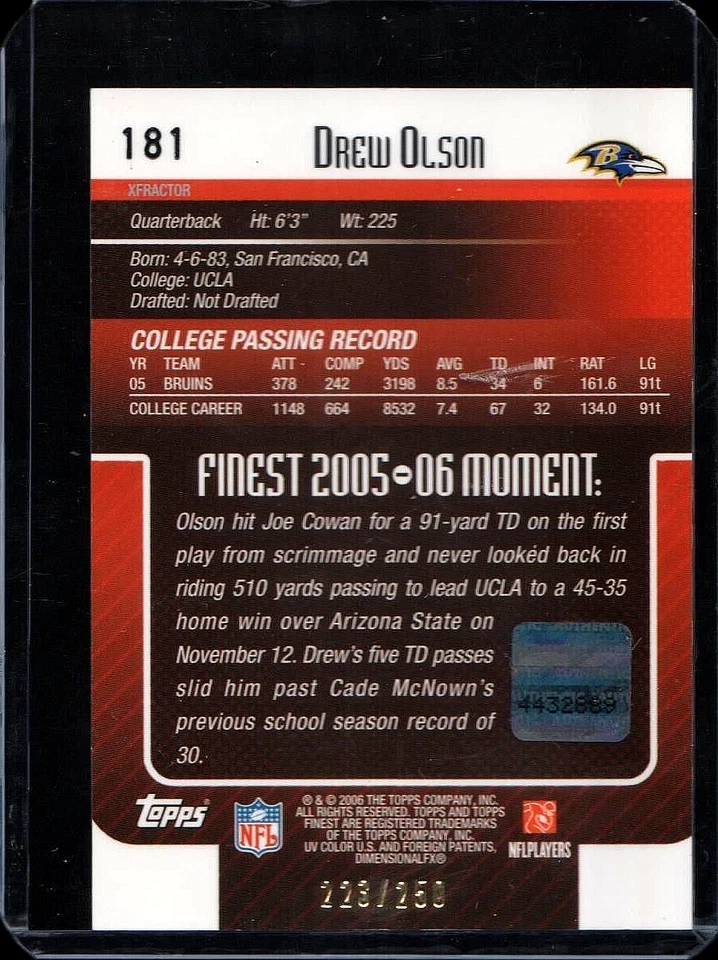 181 DREW OLSON B
XFRACTOR
Quarterback Ht: 6'3" Wt: 225
Born: 4-6-83, San Francisco, CA
College: UCLA
Drafted: Not Drafted
COLLEGE PASSING RECORD
YR TEAM ATT COMP YDS AVG TD INT RAT LG
05 BRUINS 378 242 3198 8.5 34 6 161.6 91t
COLLEGE CAREER 1148 664 8532 7.4 67 32 134.0 91t
FINEST 2005-06 MOMENT:
Olson hit Joe Cowan for a 91-yard TD on the first
play from scrimmage and never looked back in
riding 510 yards passing to lead UCLA to a 45-35
home win over Arizona State on
November 12. Drew's five TD passes
slid him past Cade McNown's
previous school season record of
30.
TOPPS®
NFL
® & © 2006 THE TOPPS COMPANY, INC.
ALL RIGHTS RESERVED. TOPPS AND TOPPS
FINEST ARE REGISTERED TRADEMARKS
OF THE TOPPS COMPANY, INC.
UV COLOR U.S. AND FOREIGN PATENTS,
DIMENSIONALFX®
NFLPLAYERS
223/250